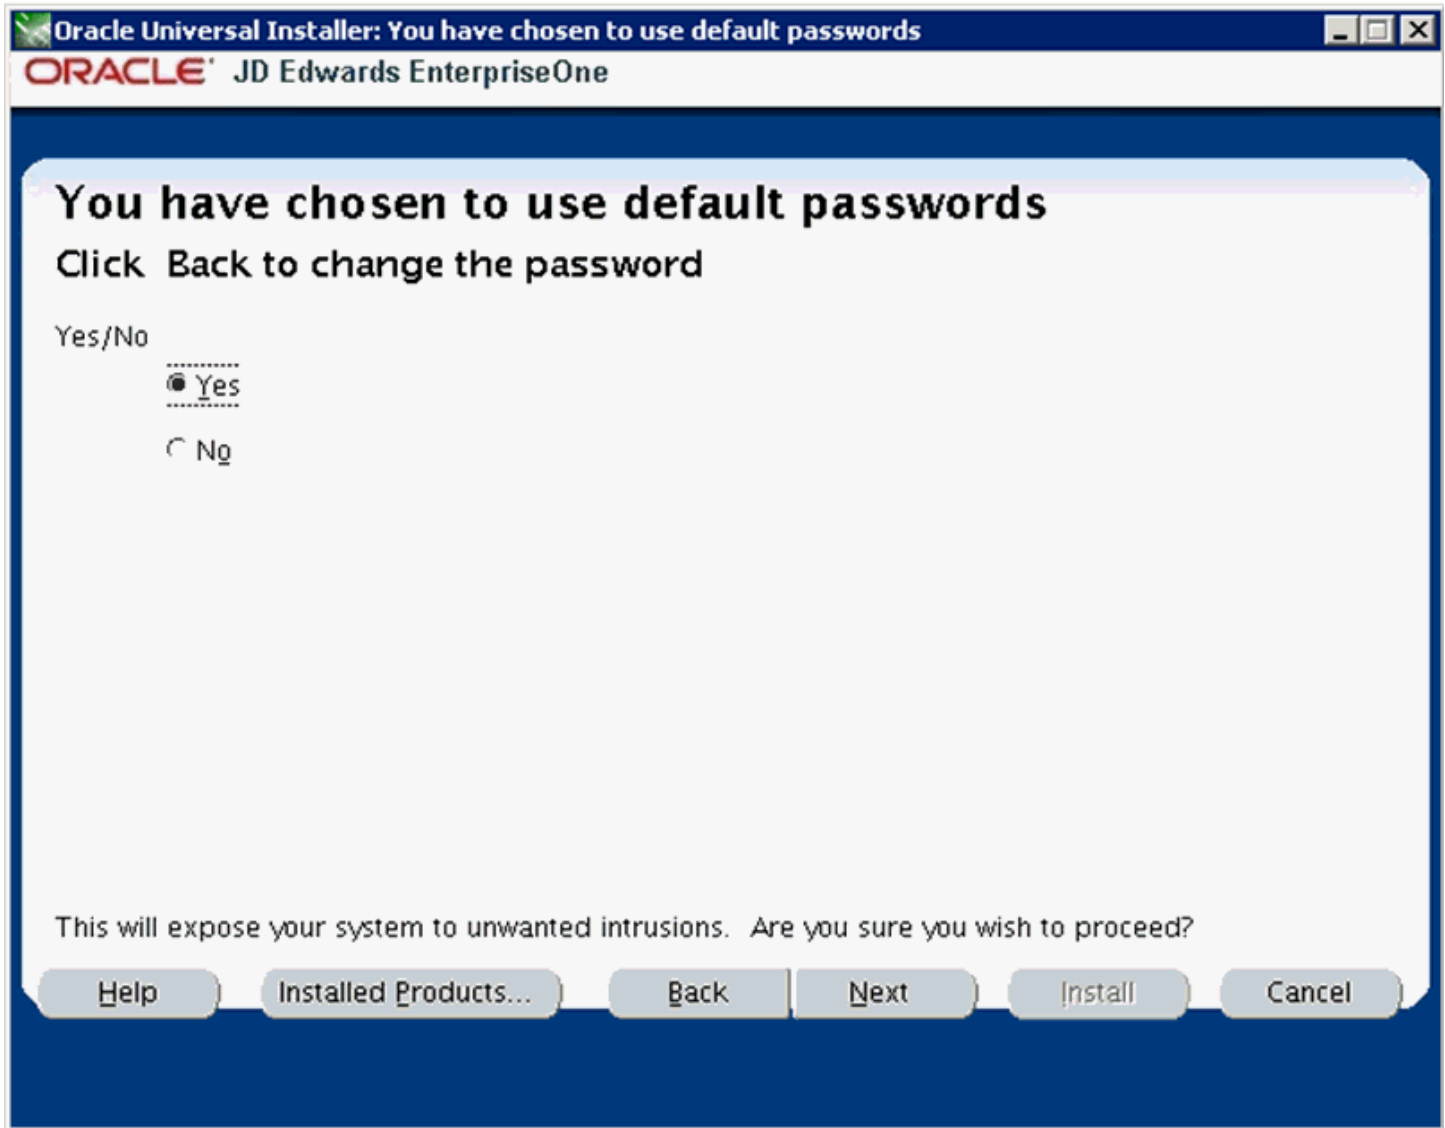 Oracle Universal Installer: You have chosen to use default passwords
ORACLE JD Edwards EnterpriseOne
You have chosen to use default passwords
Click Back to change the password
Yes/No
Yes
No
This will expose your system to unwanted intrusions. Are you sure you wish to proceed?
Help Installed Products... Back Next Install Cancel